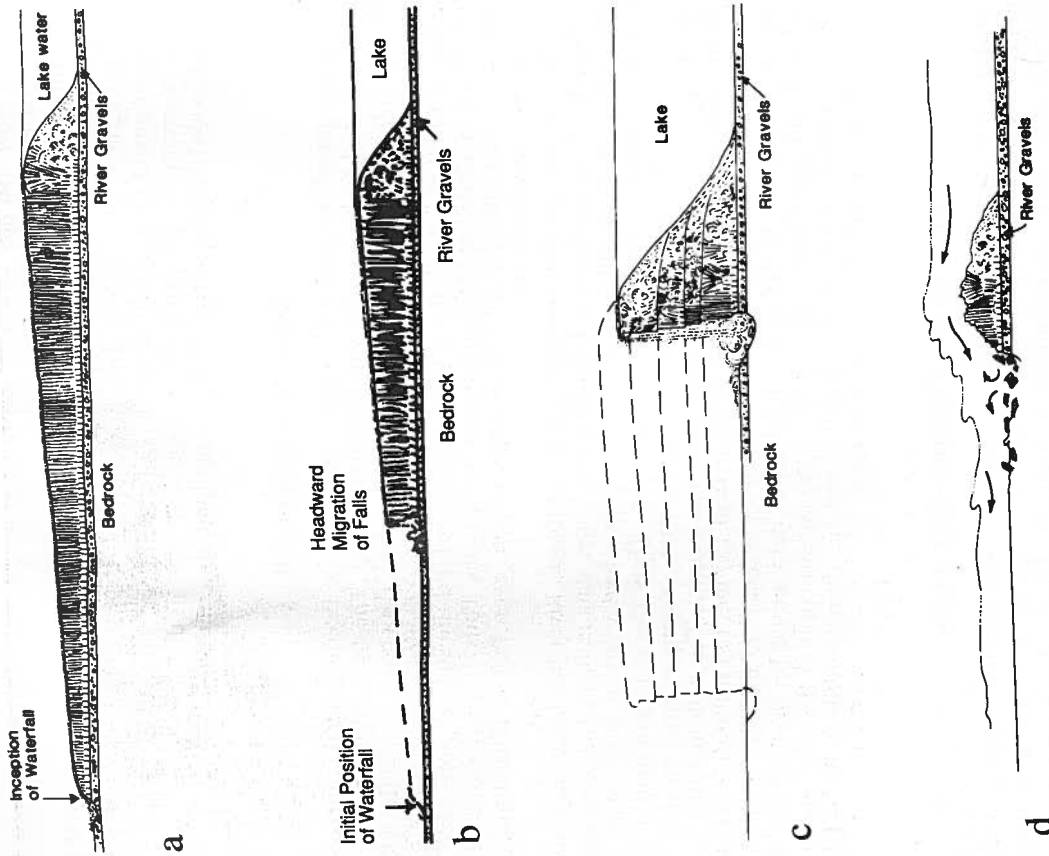 Inception
of Waterfall
Lake water
River Gravels
Bedrock
a
Headward
Migration
of Falls
Initial Position
of Waterfall
Lake
River Gravels
Bedrock
b
Lake
River Gravels
Bedrock
c
River Gravels
d